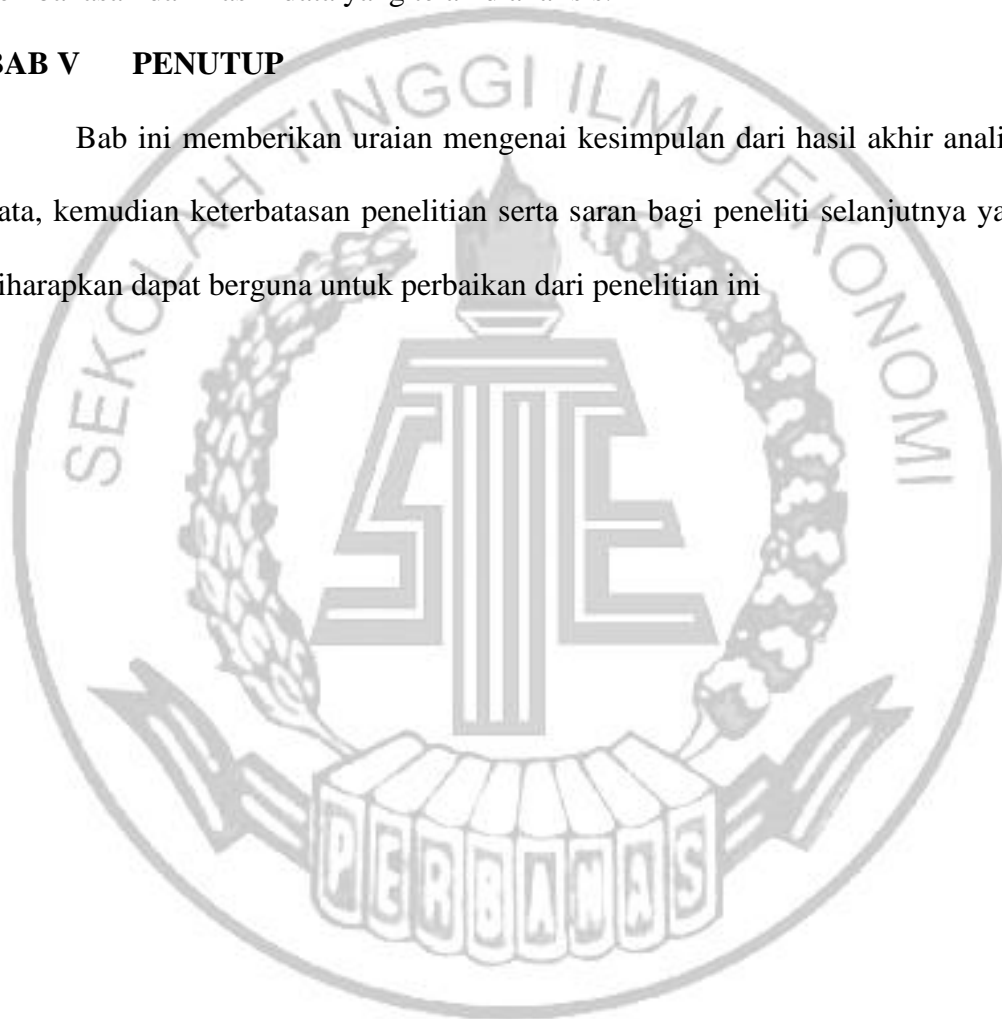 BAB V PENUTUP
Bab ini memberikan uraian mengenai kesimpulan dari hasil akhir anali
ata, kemudian keterbatasan penelitian serta saran bagi peneliti selanjutnya ya
iharapkan dapat berguna untuk perbaikan dari penelitian ini
SEKOLAH TINGGI ILMU EKONOMI
STIE
PERBANAS